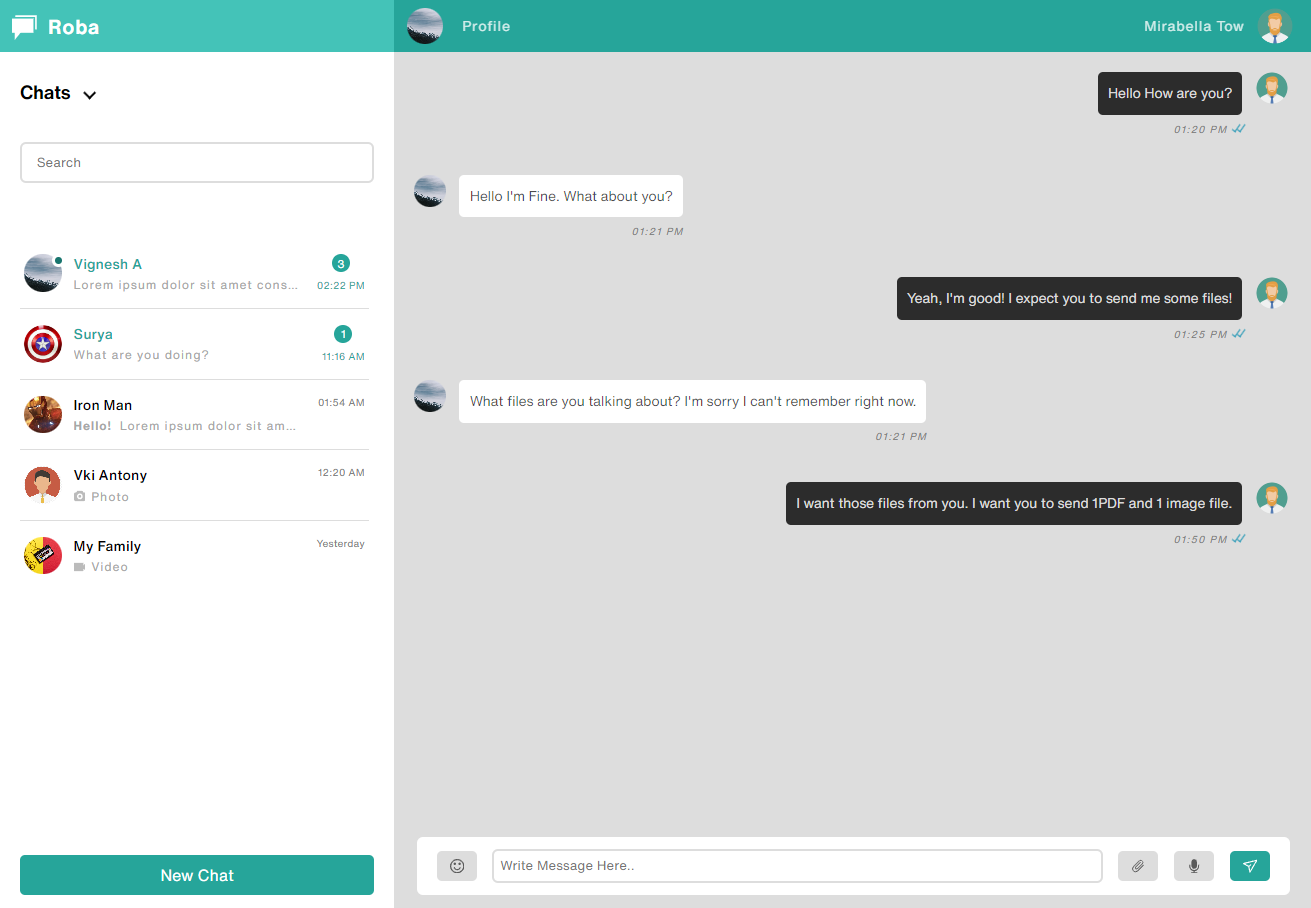 Roba
Profile
Mirabella Tow
Chats
Search
Vignesh A
3
Lorem ipsum dolor sit amet cons...
02:22 PM
Surya
1
What are you doing?
11:16 AM
Iron Man
01:54 AM
Hello! Lorem ipsum dolor sit am...
Vki Antony
12:20 AM
Photo
My Family
Yesterday
Video
New Chat
Hello How are you?
01:20 PM
Hello I'm Fine. What about you?
01:21 PM
Yeah, I'm good! I expect you to send me some files!
01:25 PM
What files are you talking about? I'm sorry I can't remember right now.
01:21 PM
I want those files from you. I want you to send 1PDF and 1 image file.
01:50 PM
Write Message Here..